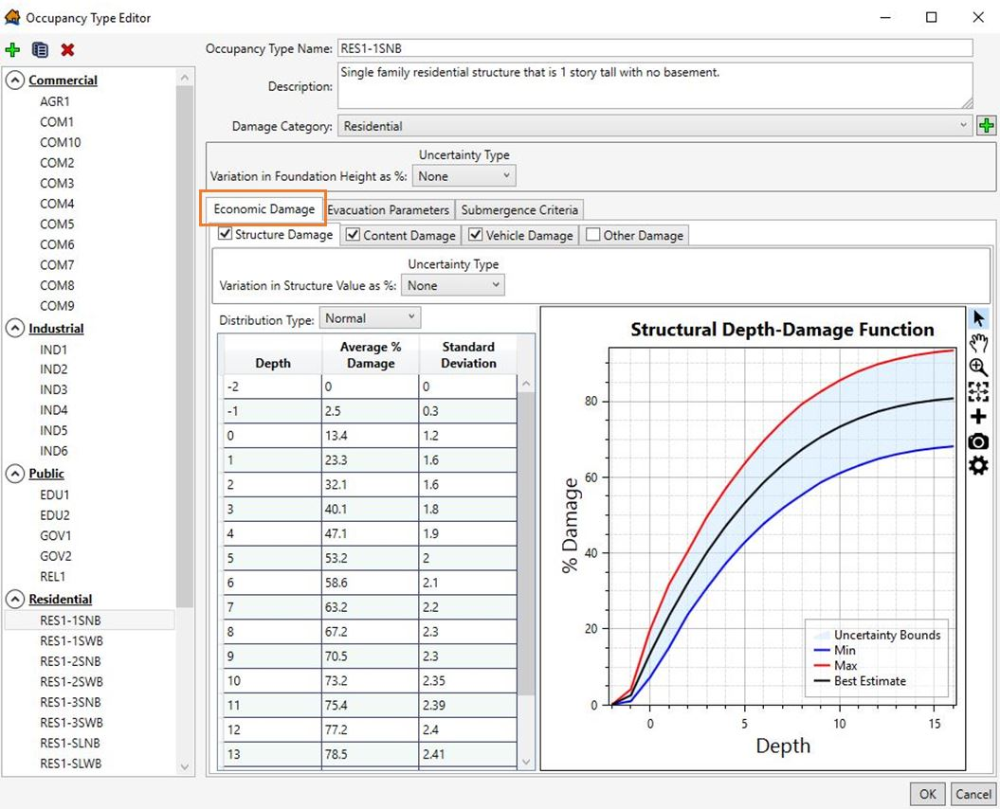 Occupancy Type Editor
Occupancy Type Name: RES1-1SNB
Description: Single family residential structure that is 1 story tall with no basement.
Damage Category: Residential
Uncertainty Type
Variation in Foundation Height as %: None
Economic Damage Evacuation Parameters Submergence Criteria
Structure Damage Content Damage Vehicle Damage Other Damage
Uncertainty Type
Variation in Structure Value as %: None
Distribution Type: Normal
Depth Average % Damage Standard Deviation
-2 0 0
-1 2.5 0.3
0 13.4 1.2
1 23.3 1.6
2 32.1 1.6
3 40.1 1.8
4 47.1 1.9
5 53.2 2
6 58.6 2.1
7 63.2 2.2
8 67.2 2.3
9 70.5 2.3
10 73.2 2.35
11 75.4 2.39
12 77.2 2.4
13 78.5 2.41
Commercial
AGR1
COM1
COM10
COM2
COM3
COM4
COM5
COM6
COM7
COM8
COM9
Industrial
IND1
IND2
IND3
IND4
IND5
IND6
Public
EDU1
EDU2
GOV1
GOV2
REL1
Residential
RES1-1SNB
RES1-1SWB
RES1-2SNB
RES1-2SWB
RES1-3SNB
RES1-3SWB
RES1-SLNB
RES1-SLWB
Structural Depth-Damage Function
% Damage
80
60
40
20
0
0 5 10 15
Depth
Uncertainty Bounds
Min
Max
Best Estimate
OK Cancel